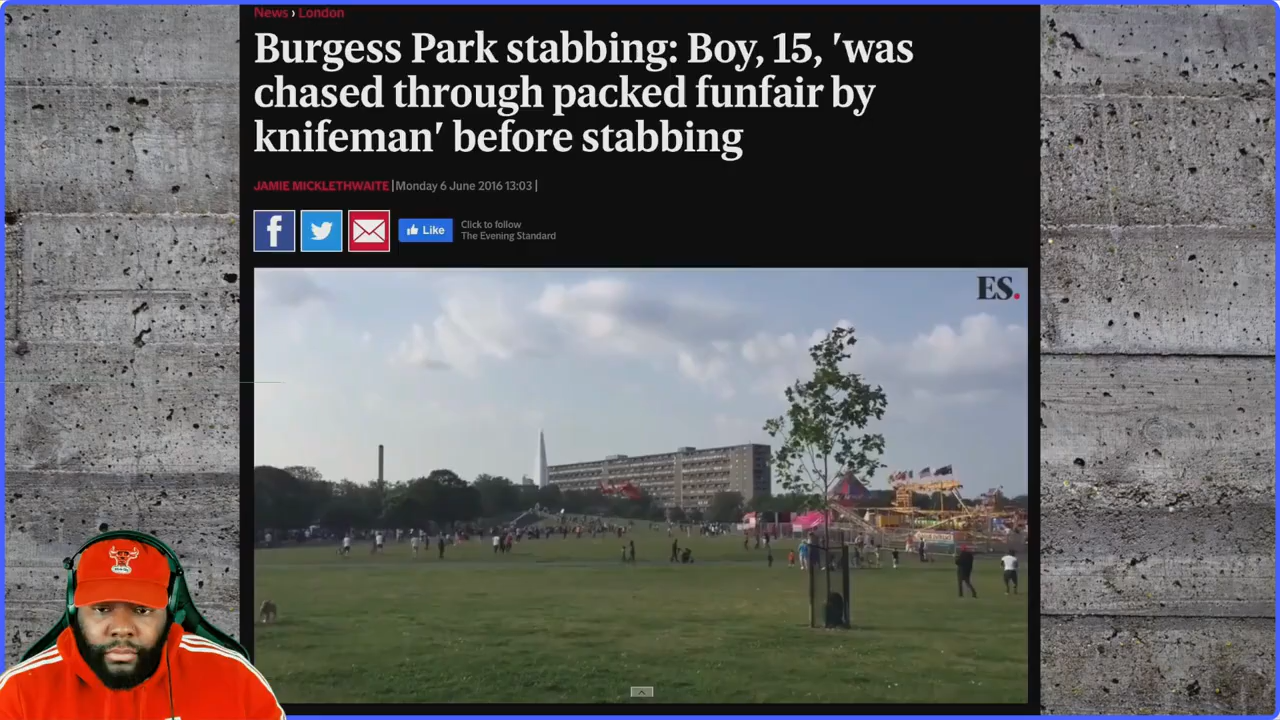 News › London
Burgess Park stabbing: Boy, 15, 'was
chased through packed funfair by
knifeman' before stabbing
JAMIE MICKLETHWAITE | Monday 6 June 2016 13:03 |
Like
Click to follow
The Evening Standard
ES.